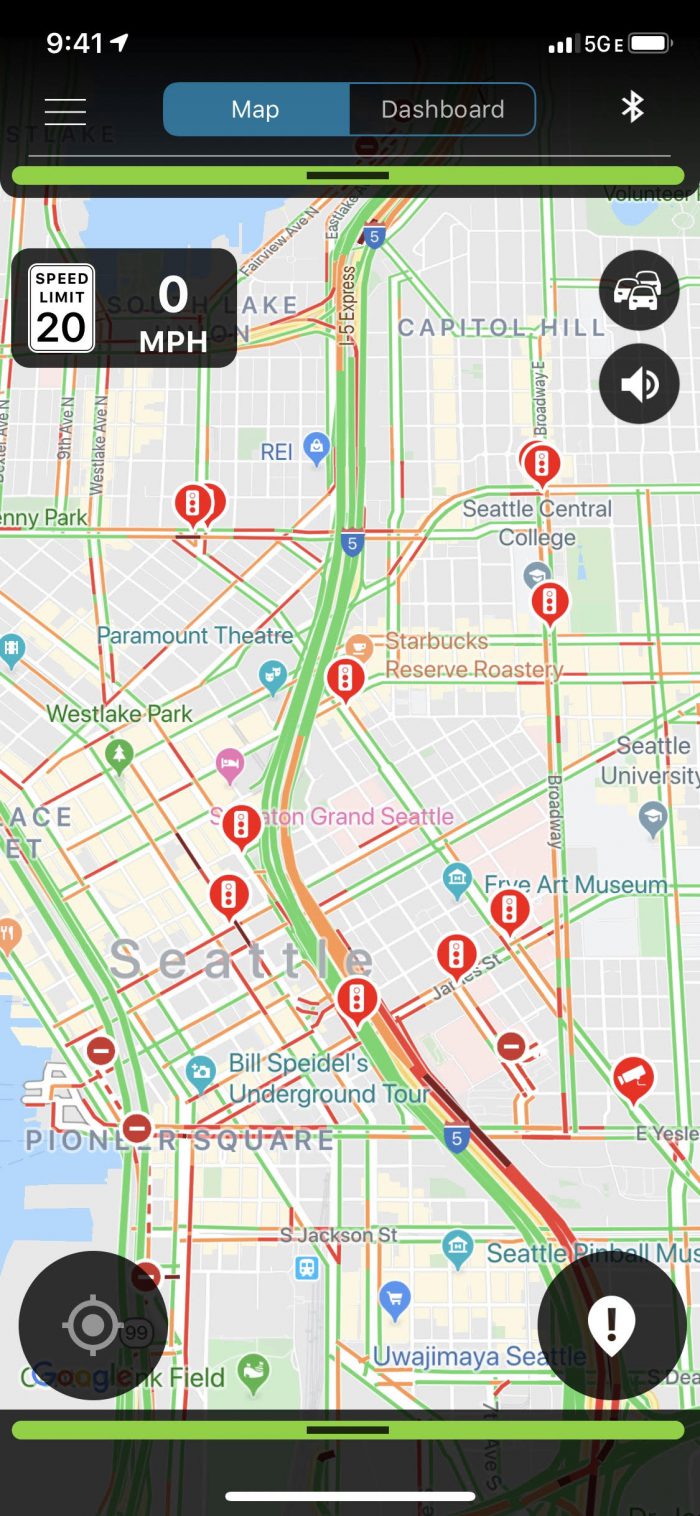 9:41
5GE
Map
Dashboard
STLAKE
Volunteer
Fairview Ave N
Eastlake A
5
SPEED
LIMIT
20
0
MPH
SOUTH LAKE
UNION
I-5 Express
CAPITOL HILL
Broadway E
Dexter Ave N
9th Ave N
Westlake Ave N
REI
enny Park
Seattle Central
College
5
Paramount Theatre
Starbucks
Reserve Roastery
Westlake Park
Seattle
University
Broadway
ACE
ET
S aton Grand Seattle
Frye Art Museum
Seattle
James St
Bill Speidel's
Underground Tour
PIONEER SQUARE
5
E Yesle
S Jackson St
Seattle Pinball Mus
99
Uwajimaya Seattle
Google
nk Field
S Dea
7th Ave S